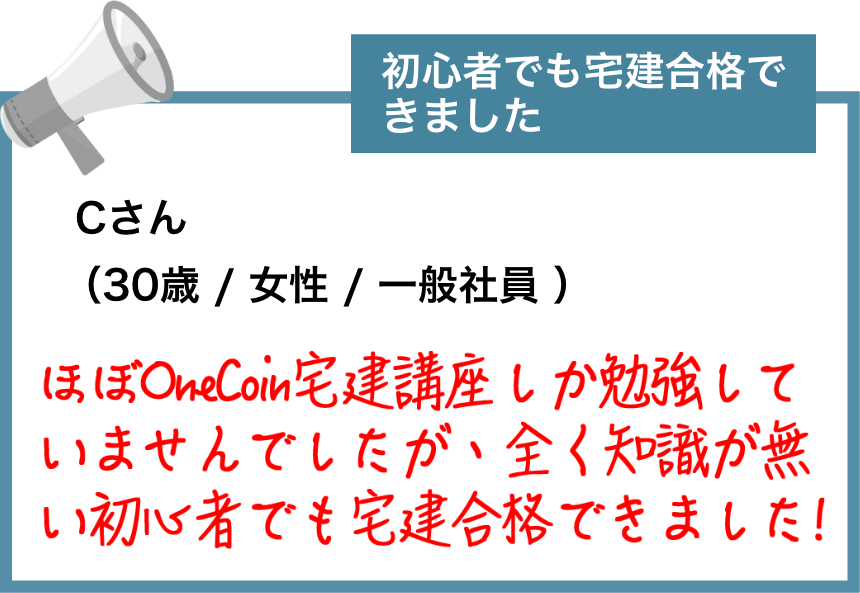 初心者でも宅建合格で
きました
Cさん
（30歳 / 女性 / 一般社員 ）
ほぼOneCoin宅建講座しか勉強して
いませんでしたが、全く知識が無
い初心者でも宅建合格できました!